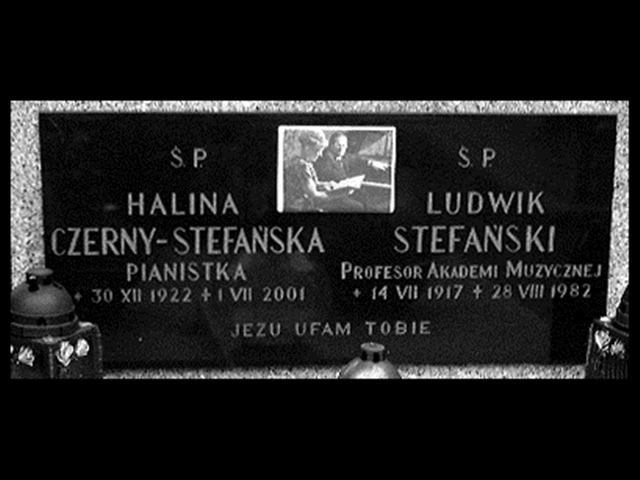 Ś.P.
HALINA
CZERNY-STEFAŃSKA
PIANISTKA
* 30 XII 1922 + 1 VII 2001
Ś.P.
LUDWIK
STEFAŃSKI
PROFESOR AKADEMI MUZYCZNEJ
* 14 VII 1917 + 28 VIII 1982
JEZU UFAM TOBIE